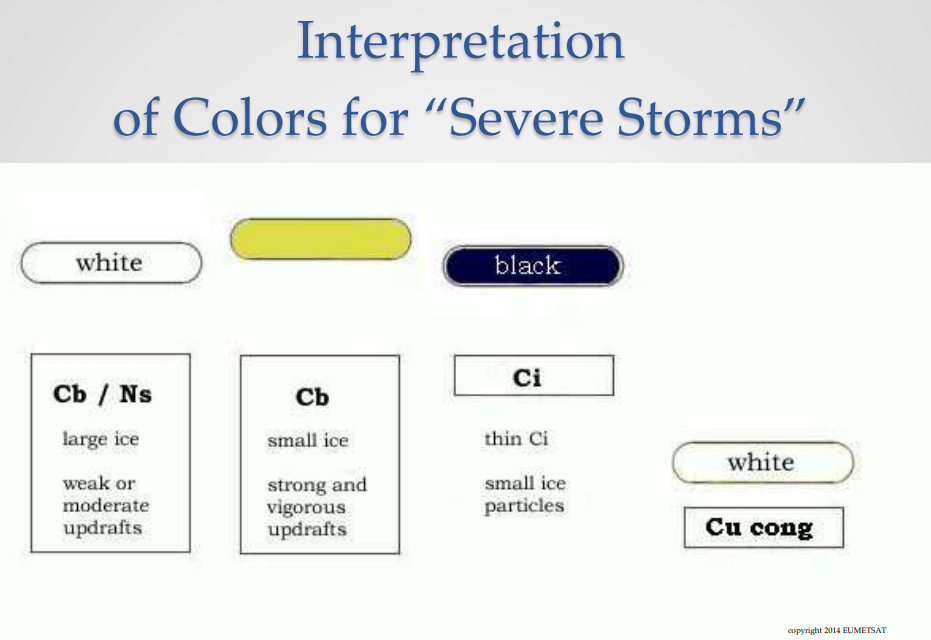 Interpretation
of Colors for “Severe Storms”
white
black
Cb / Ns
large ice
weak or
moderate
updrafts
Cb
small ice
strong and
vigorous
updrafts
Ci
thin Ci
small ice
particles
white
Cu cong
copyright 2014 EUMETSAT